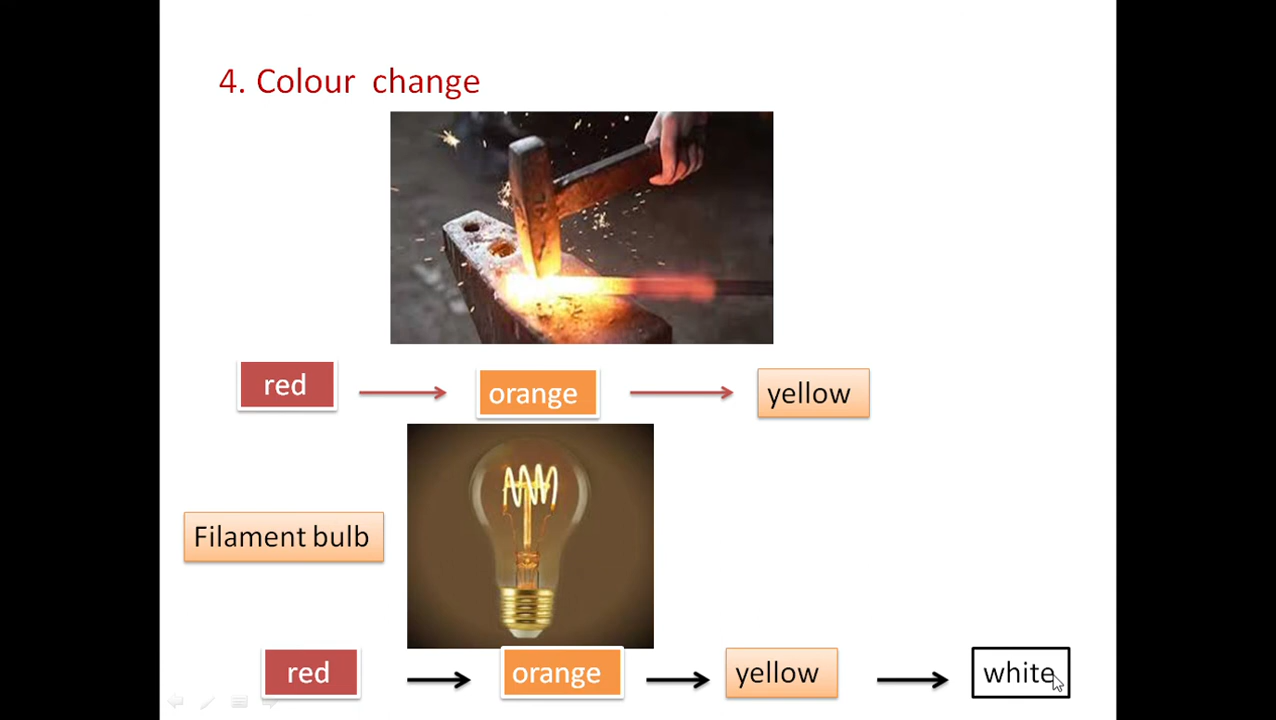 4. Colour change
red
orange
yellow
Filament bulb
red
orange
yellow
white